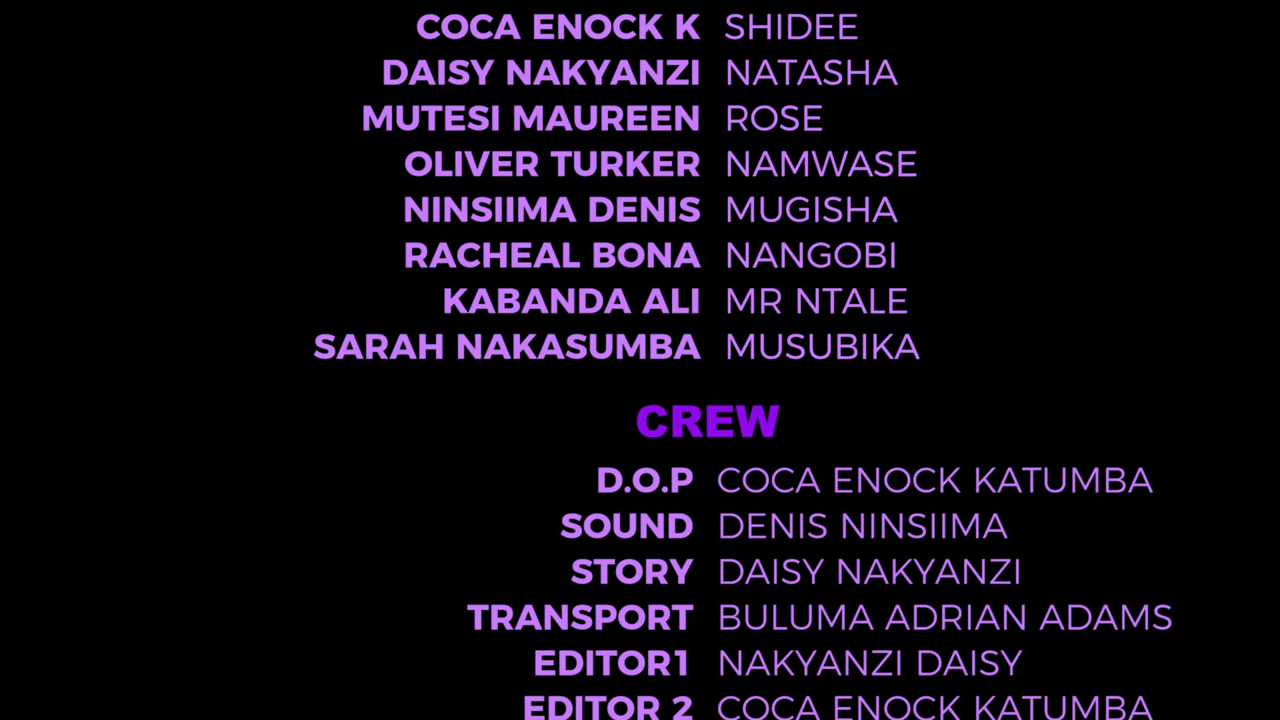 COCA ENOCK K SHIDEE
DAISY NAKYANZI NATASHA
MUTESI MAUREEN ROSE
OLIVER TURKER NAMWASE
NINSIIMA DENIS MUGISHA
RACHEAL BONA NANGOBI
KABANDA ALI MR NTALE
SARAH NAKASUMBA MUSUBIKA
CREW
D.O.P COCA ENOCK KATUMBA
SOUND DENIS NINSIIMA
STORY DAISY NAKYANZI
TRANSPORT BULUMA ADRIAN ADAMS
EDITOR1 NAKYANZI DAISY
EDITOR 2 COCA ENOCK KATUMBA